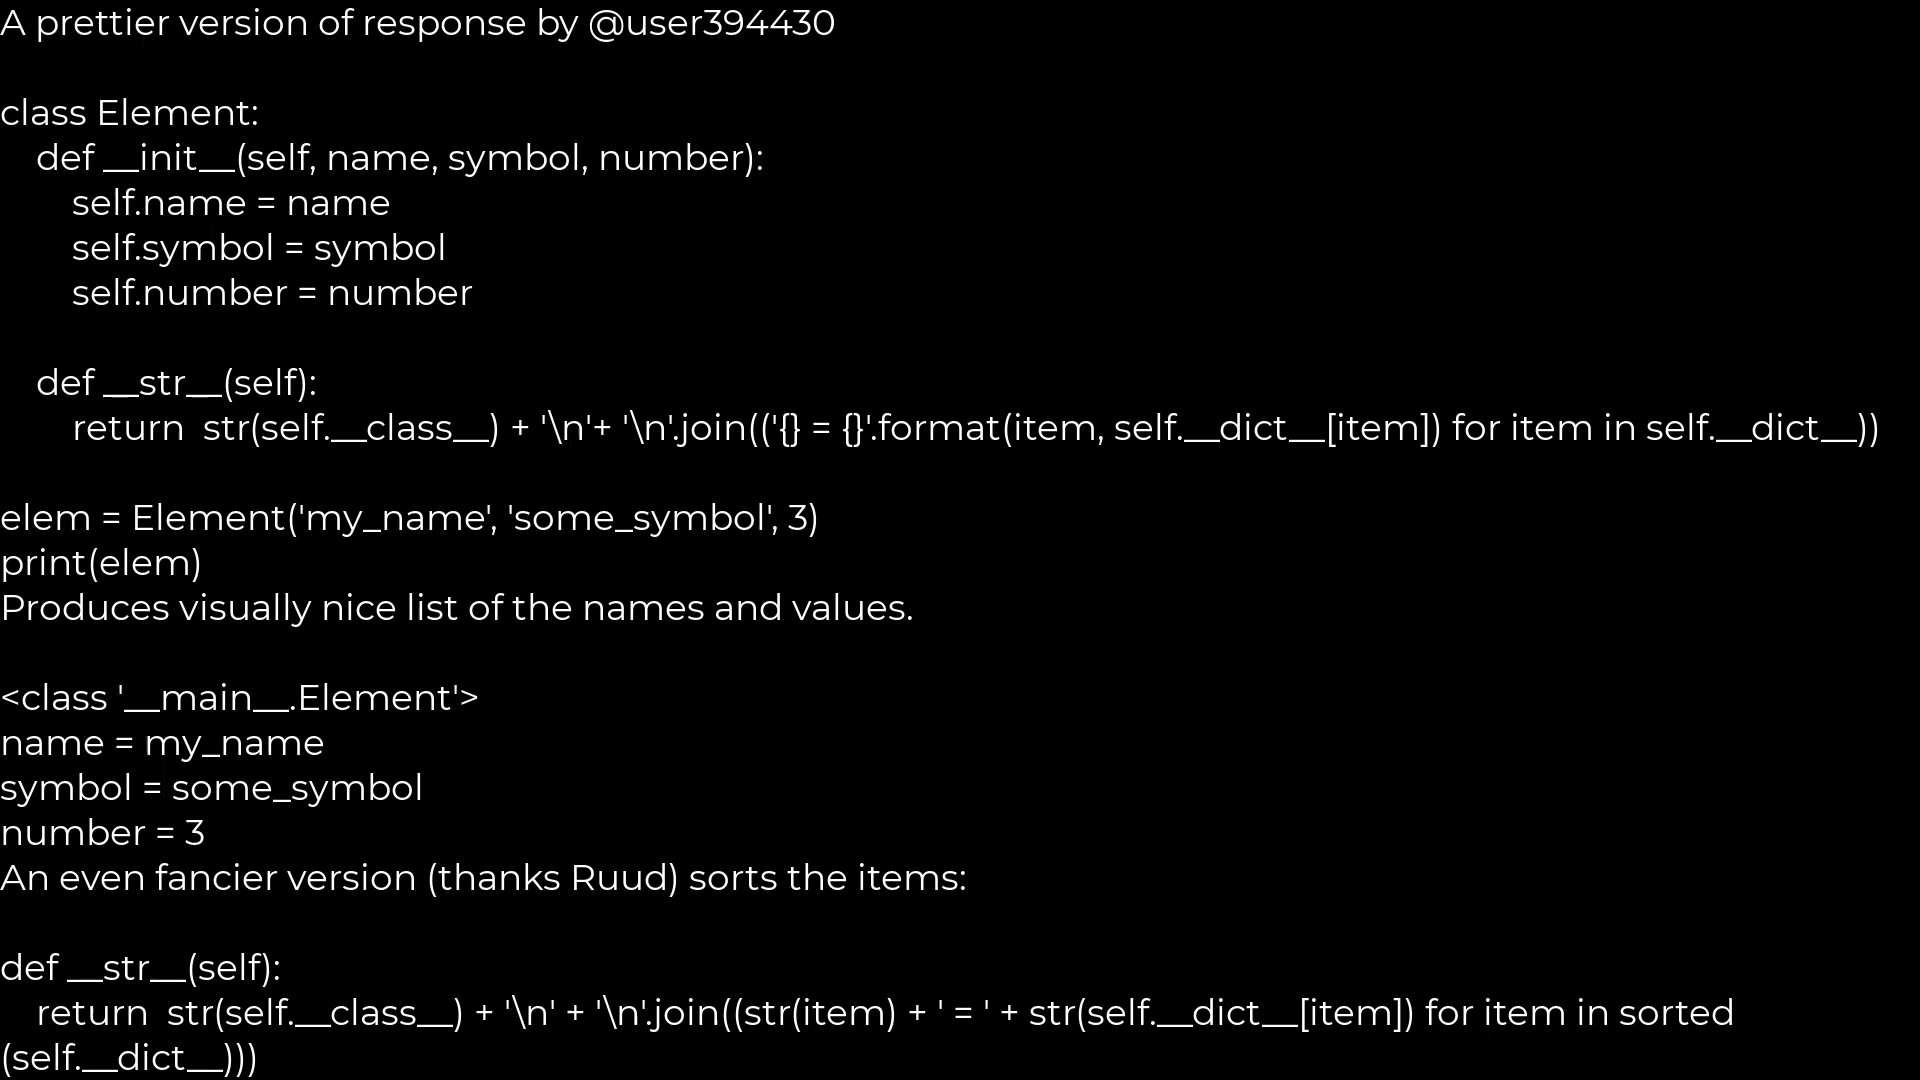 A prettier version of response by @user394430

class Element:
    def __init__(self, name, symbol, number):
        self.name = name
        self.symbol = symbol
        self.number = number

    def __str__(self):
        return  str(self.__class__) + '\n'+ '\n'.join(('{} = {}'.format(item, self.__dict__[item]) for item in self.__dict__))

elem = Element('my_name', 'some_symbol', 3)
print(elem)
Produces visually nice list of the names and values.

<class '__main__.Element'>
name = my_name
symbol = some_symbol
number = 3
An even fancier version (thanks Ruud) sorts the items:

def __str__(self):
    return  str(self.__class__) + '\n' + '\n'.join((str(item) + ' = ' + str(self.__dict__[item]) for item in sorted
(self.__dict__)))